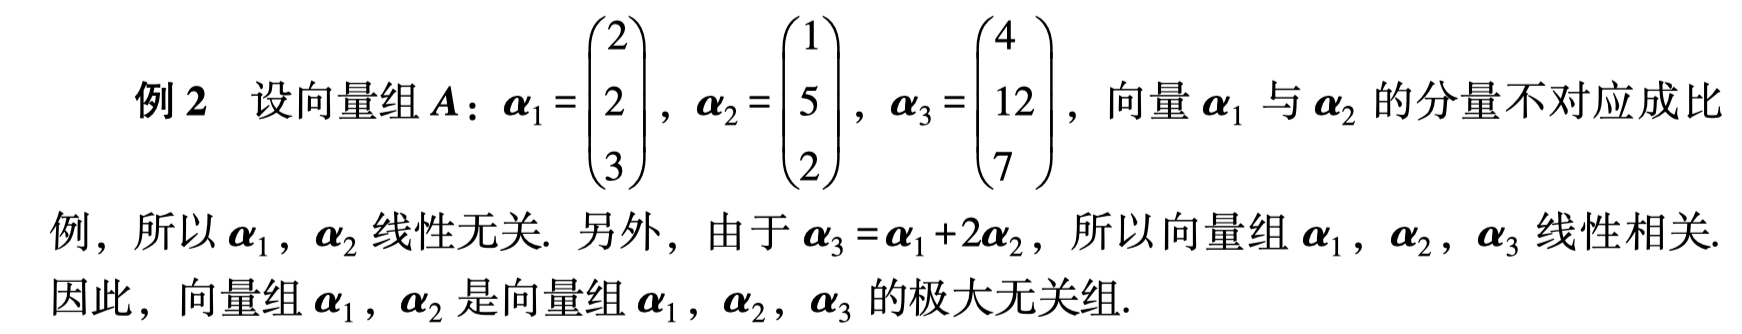 例 2 设向量组 A：α₁ = (2 2 3)，α₂ = (1 5 2)，α₃ = (4 12 7)，向量 α₁ 与 α₂ 的分量不对应成比
例，所以 α₁，α₂ 线性无关. 另外，由于 α₃ = α₁ + 2α₂，所以向量组 α₁，α₂，α₃ 线性相关.
因此，向量组 α₁，α₂ 是向量组 α₁，α₂，α₃ 的极大无关组.